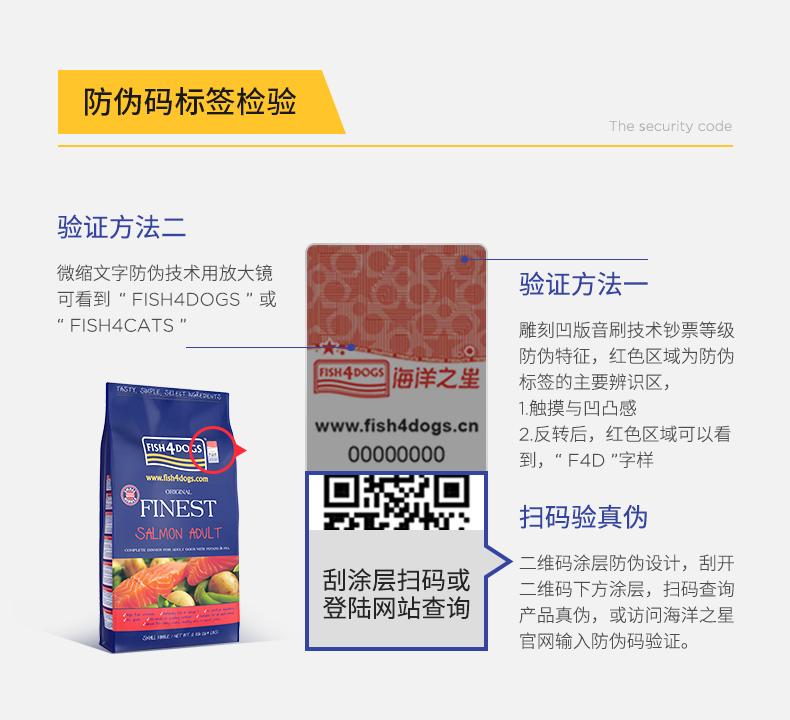 防伪码标签检验
The security code
验证方法二
微缩文字防伪技术用放大镜
可看到 “ FISH4DOGS ” 或
“ FISH4CATS ”
验证方法一
雕刻凹版音刷技术钞票等级
防伪特征，红色区域为防伪
标签的主要辨识区，
1.触摸与凹凸感
2.反转后，红色区域可以看
到，“ F4D ”字样
FISH4DOGS 海洋之星
www.fish4dogs.cn
00000000
刮涂层扫码或
登陆网站查询
扫码验真伪
二维码涂层防伪设计，刮开
二维码下方涂层，扫码查询
产品真伪，或访问海洋之星
官网输入防伪码验证。
TASTY, SIMPLE, SELECT INGREDIENTS
FISH4DOGS
www.fish4dogs.com
ORIGINAL
FINEST
SALMON ADULT
COMPLETE DINNER FOR ADULT DOGS WITH POTATO & PEA